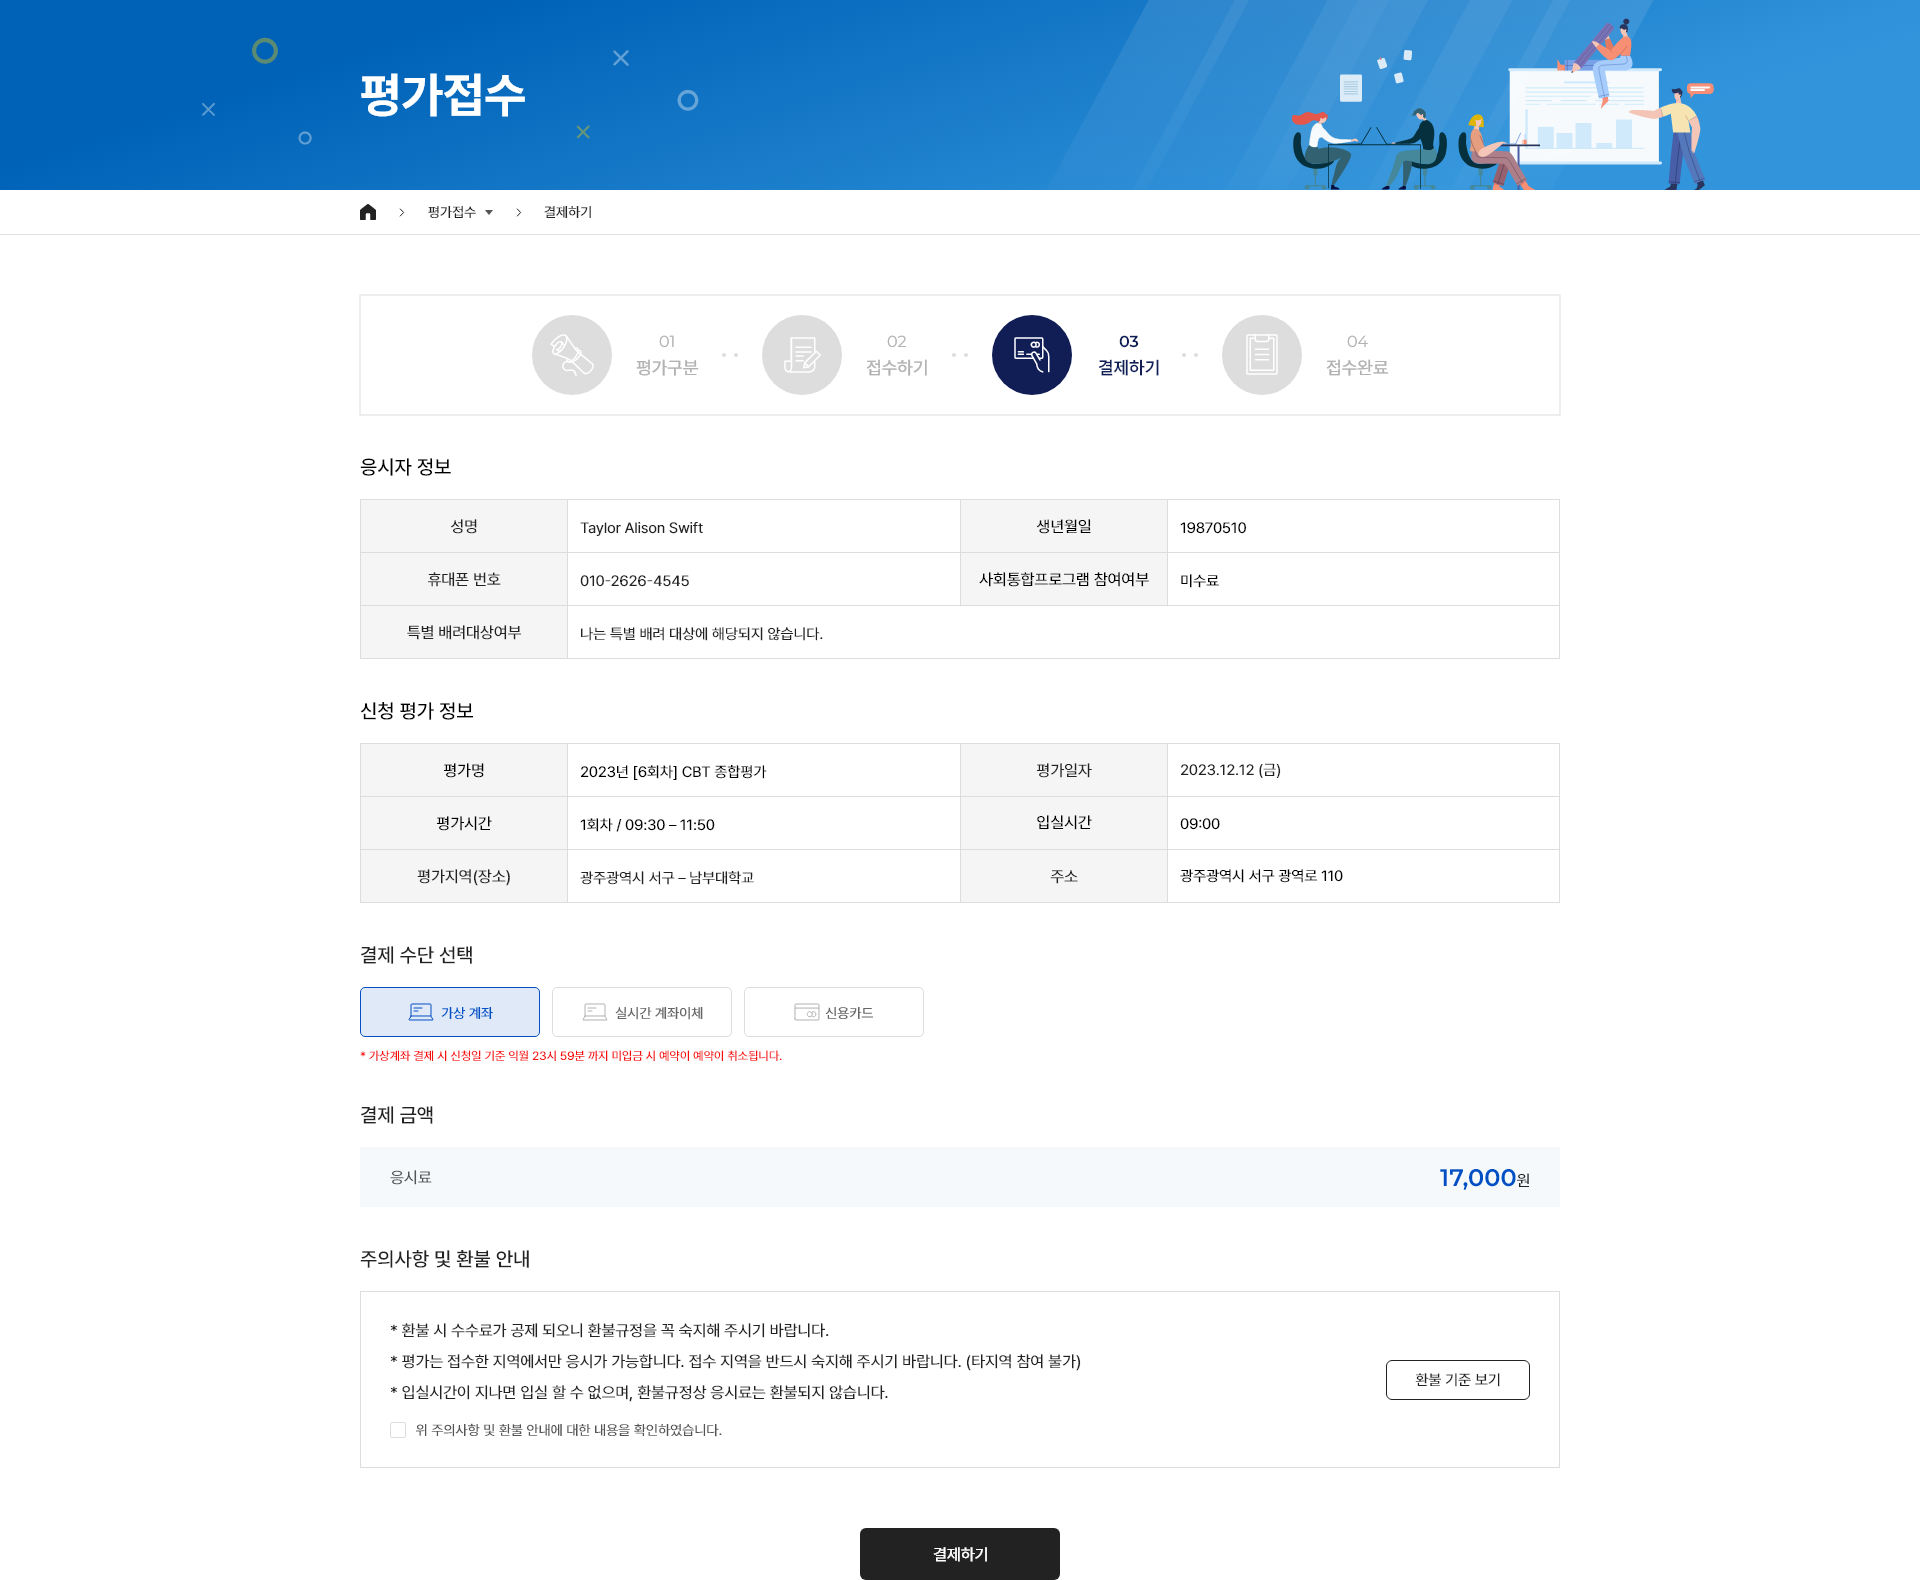 평가접수
평가접수
결제하기
01
평가구분
02
접수하기
03
결제하기
04
접수완료
응시자 정보
성명 Taylor Alison Swift 생년월일 19870510
휴대폰 번호 010-2626-4545 사회통합프로그램 참여여부 미수료
특별 배려대상여부 나는 특별 배려 대상에 해당되지 않습니다.
신청 평가 정보
평가명 2023년 [6회차] CBT 종합평가 평가일자 2023.12.12 (금)
평가시간 1회차 / 09:30 – 11:50 입실시간 09:00
평가지역(장소) 광주광역시 서구 – 남부대학교 주소 광주광역시 서구 광역로 110
결제 수단 선택
가상 계좌 실시간 계좌이체 신용카드
* 가상계좌 결제 시 신청일 기준 익월 23시 59분 까지 미입금 시 예약이 예약이 취소됩니다.
결제 금액
응시료 17,000원
주의사항 및 환불 안내
* 환불 시 수수료가 공제 되오니 환불규정을 꼭 숙지해 주시기 바랍니다.
* 평가는 접수한 지역에서만 응시가 가능합니다. 접수 지역을 반드시 숙지해 주시기 바랍니다. (타지역 참여 불가)
* 입실시간이 지나면 입실 할 수 없으며, 환불규정상 응시료는 환불되지 않습니다.
환불 기준 보기
위 주의사항 및 환불 안내에 대한 내용을 확인하였습니다.
결제하기